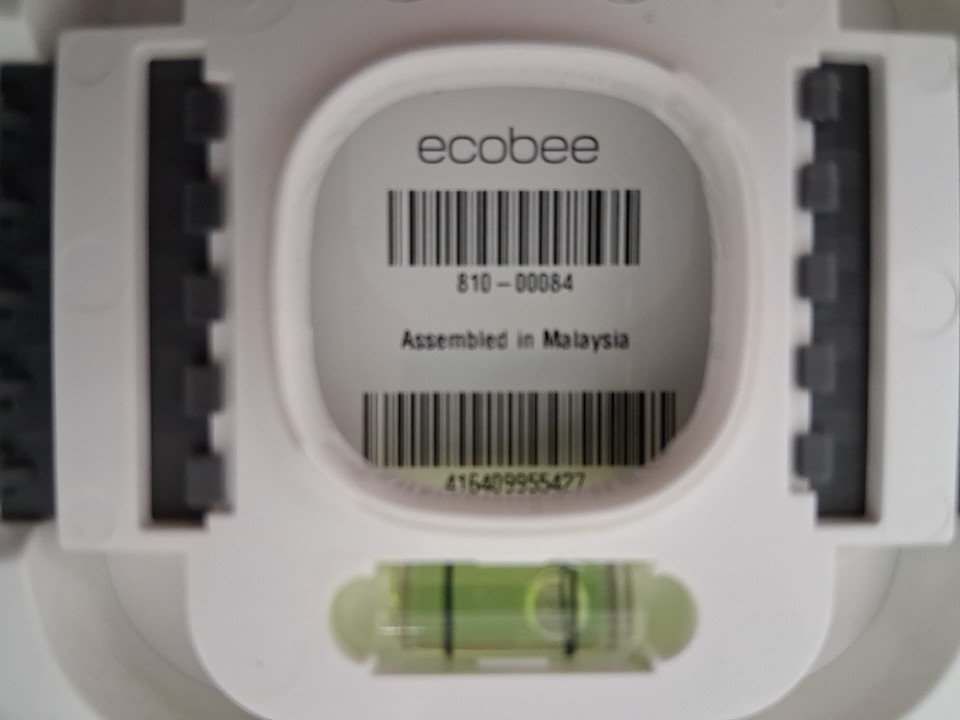 ecobee
810-00084
Assembled in Malaysia
416409955427